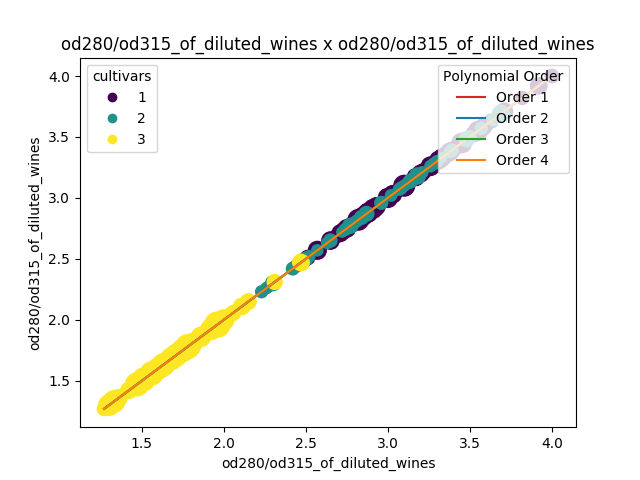 od280/od315_of_diluted_wines x od280/od315_of_diluted_wines
cultivars
1
2
3
Polynomial Order
Order 1
Order 2
Order 3
Order 4
od280/od315_of_diluted_wines
4.0
3.5
3.0
2.5
2.0
1.5
1.5
2.0
2.5
3.0
3.5
4.0
od280/od315_of_diluted_wines